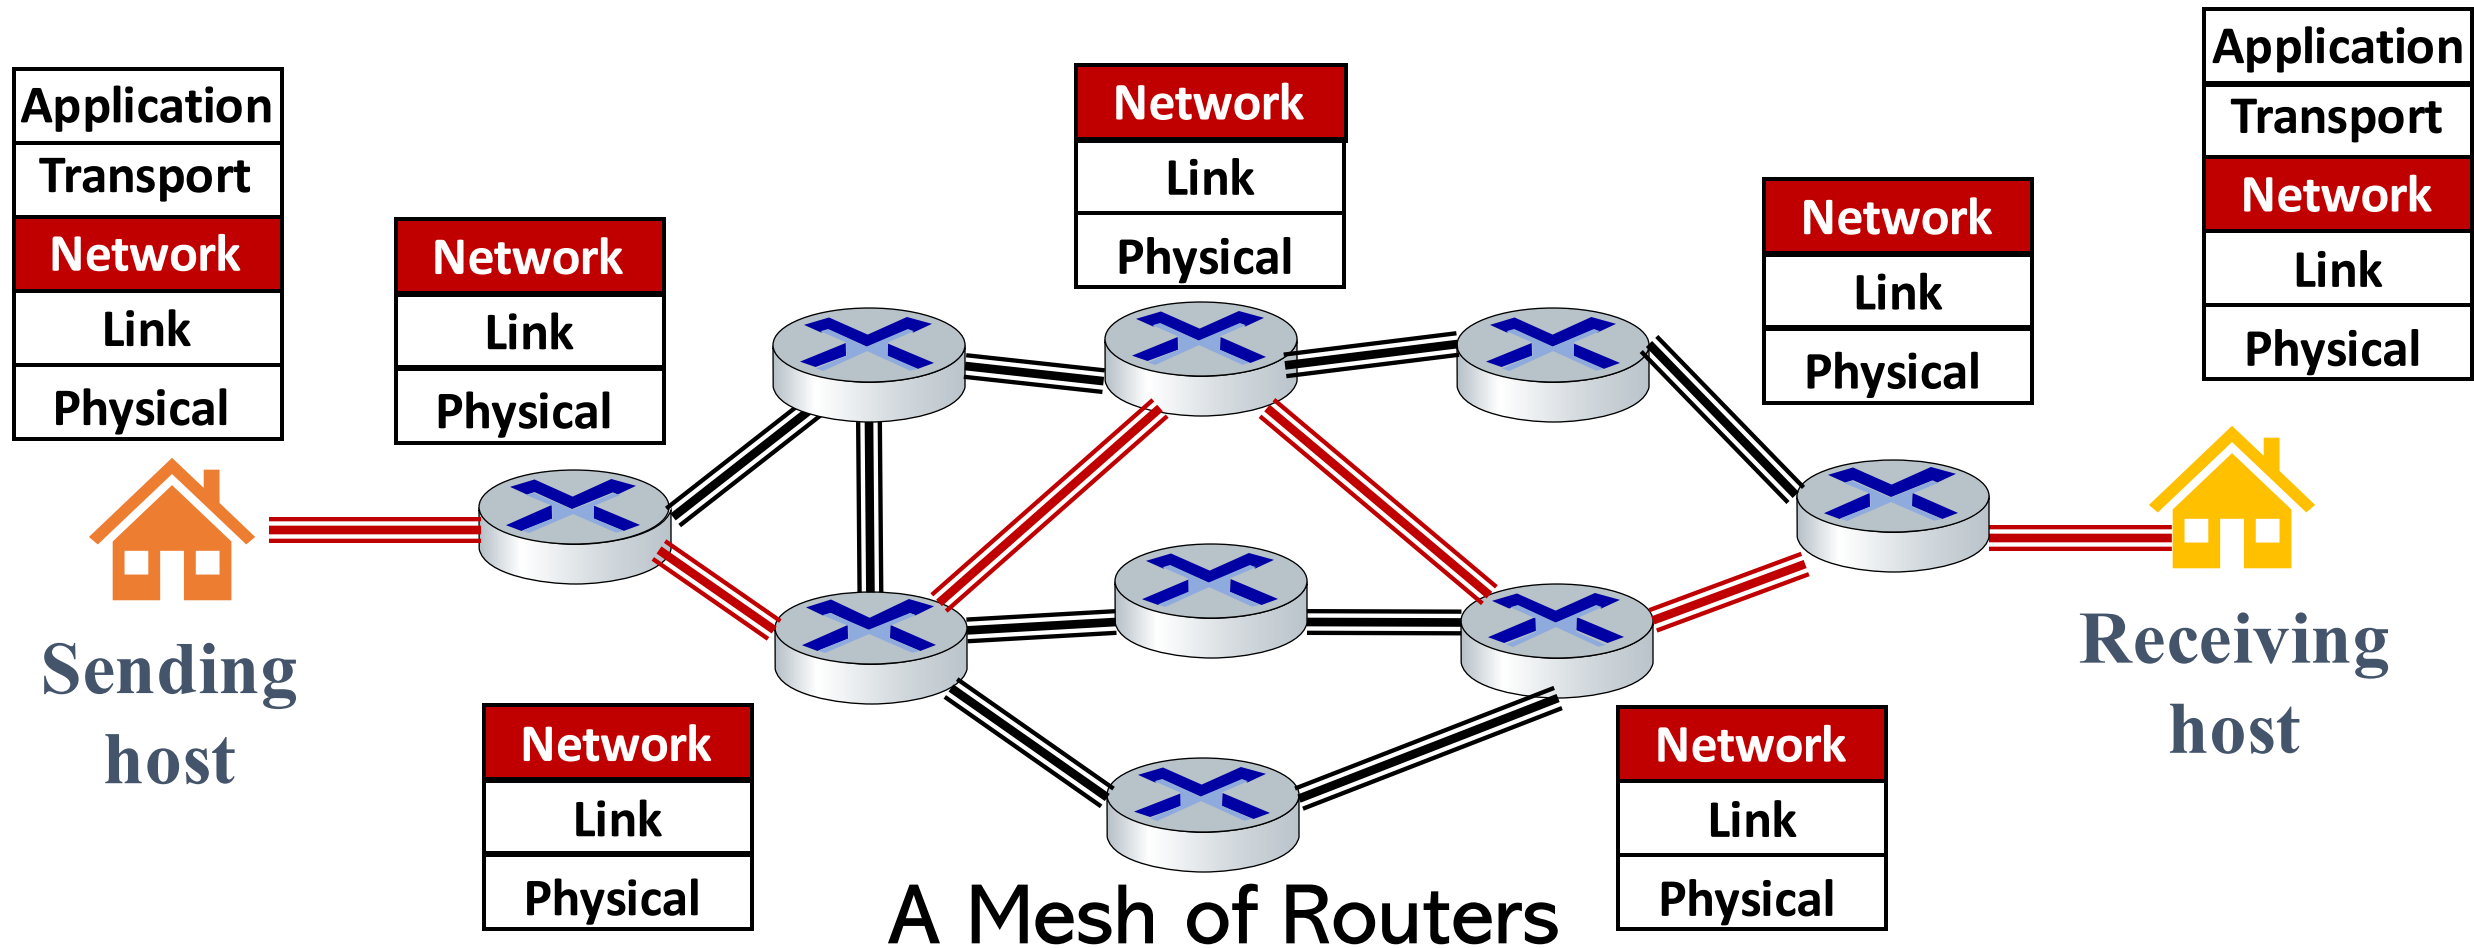 Application
Transport
Network
Link
Physical
Sending
host
Network
Link
Physical
Network
Link
Physical
Network
Link
Physical
Network
Link
Physical
Network
Link
Physical
Application
Transport
Network
Link
Physical
Receiving
host
A Mesh of Routers